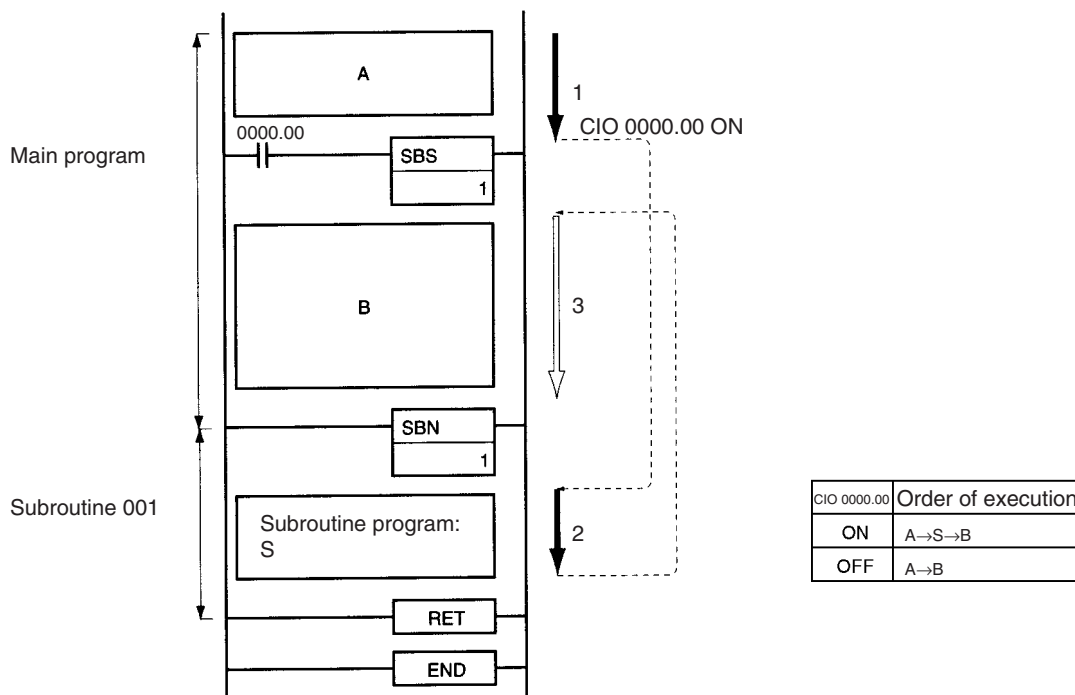 A
1
CIO 0000.00 ON
0000.00
Main program
SBS
1
B
3
SBN
1
Subroutine 001
Subroutine program:
S
2
RET
END
CIO 0000.00 Order of execution
ON A→S→B
OFF A→B